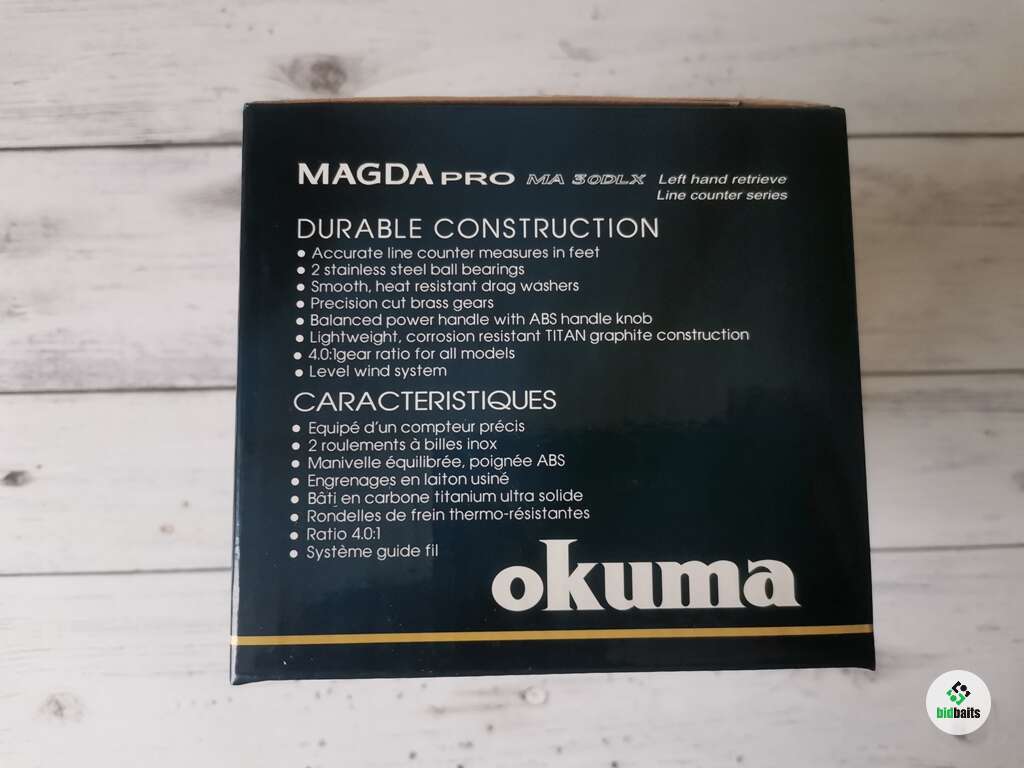 MAGDA PRO MA 30DLX Left hand retrieve
Line counter series
DURABLE CONSTRUCTION
• Accurate line counter measures in feet
• 2 stainless steel ball bearings
• Smooth, heat resistant drag washers
• Precision cut brass gears
• Balanced power handle with ABS handle knob
• Lightweight, corrosion resistant TITAN graphite construction
• 4.0:1gear ratio for all models
• Level wind system
CARACTERISTIQUES
• Equipé d'un compteur précis
• 2 roulements à billes inox
• Manivelle équilibrée, poignée ABS
• Engrenages en laiton usiné
• Bâti en carbone titanium ultra solide
• Rondelles de frein thermo-résistantes
• Ratio 4.0:1
• Système guide fil
okuma
bidbaits